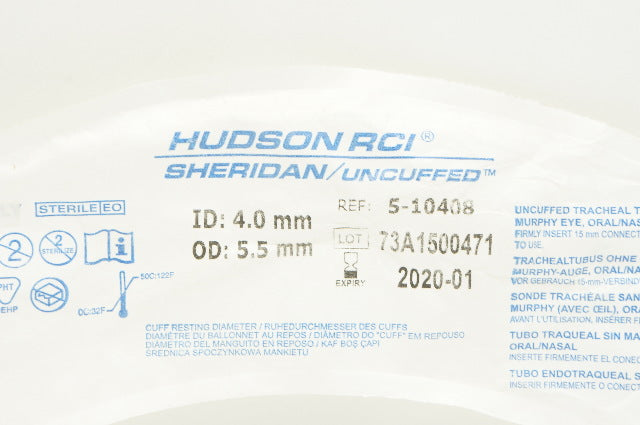 HUDSON RCI®
SHERIDAN/UNCUFFED™
STERILE EO
ID: 4.0 mm
OD: 5.5 mm
REF: 5-10408
LOT 73A1500471
EXPIRY 2020-01
2
2
STERILIZE
i
PHT
50C:122F
0C:32F
CUFF RESTING DIAMETER / RUHEDURCHMESSER DES CUFFS
DIAMÈTRE DU BALLONNET AU REPOS / DIÀMETRO DO "CUFF" EM REPOUSO
DIÁMETRO DEL MANGUITO EN REPOSO / KAF BOŞ ÇAPI
ŚREDNICA SPOCZYNKOWA MANKIETU
UNCUFFED TRACHEAL T
MURPHY EYE, ORAL/NAS
FIRMLY INSERT 15 mm CONNECT
TO USE.
TRACHEALTUBUS OHNE
MURPHY-AUGE, ORAL/NA
VOR GEBRAUCH 15-mm-VERBIND
SONDE TRACHÉALE SAN
MURPHY (AVEC ŒIL), OR
AVANT L'UTILISATION, INSÉRER FIRM
TUBO TRAQUEAL SIN MA
ORAL/NASAL
INSERTE FIRMEMENTE EL CONEC
TUBO ENDOTRAQUEAL S
INSERIR FIRMEMENTE O CONECT